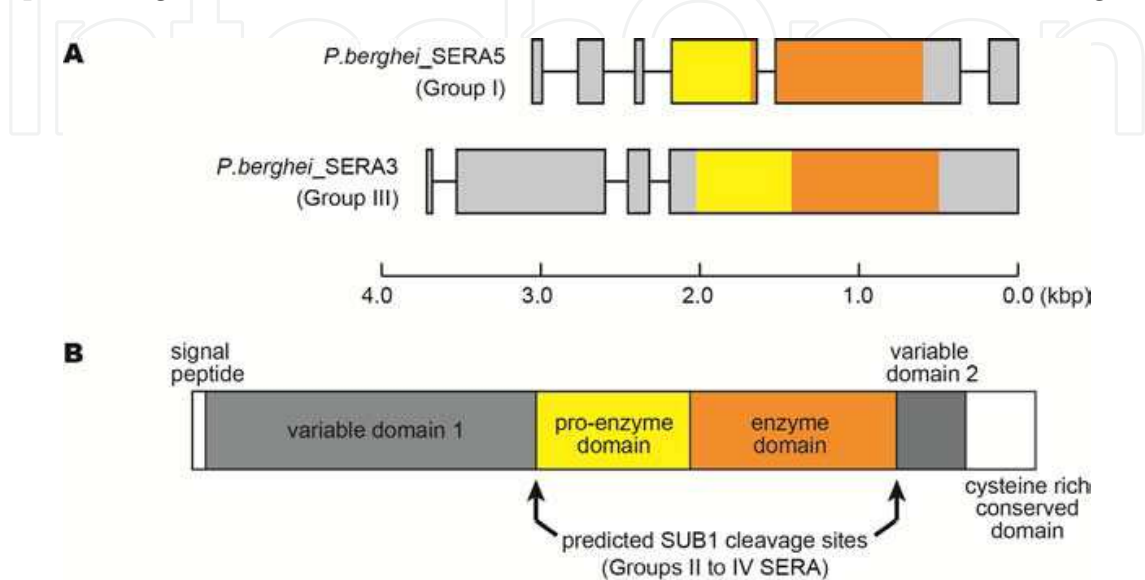 A
P.berghei_SERA5
(Group I)
P.berghei_SERA3
(Group III)
4.0 3.0 2.0 1.0 0.0 (kbp)
B
signal
peptide
variable
domain 2
variable domain 1
pro-enzyme
domain
enzyme
domain
cysteine rich
conserved
domain
predicted SUB1 cleavage sites
(Groups II to IV SERA)